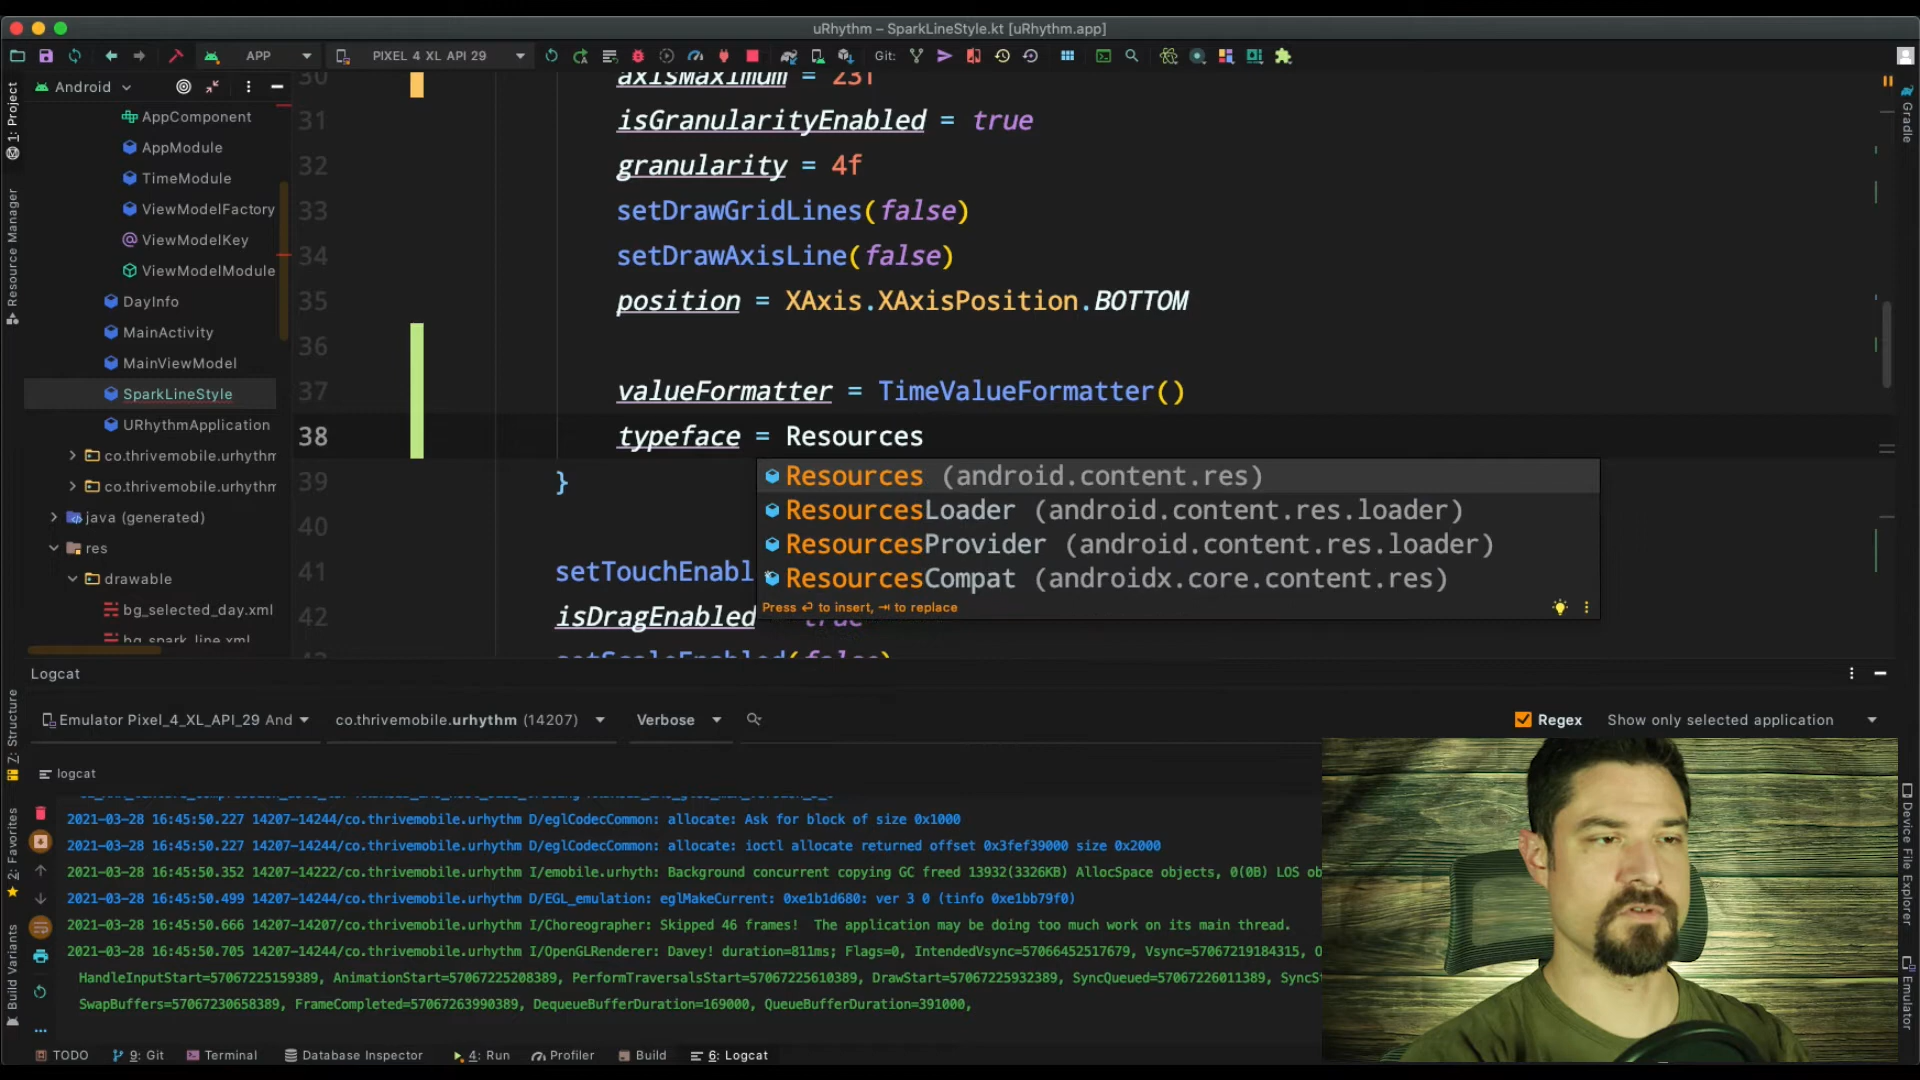 uRhythm – SparkLineStyle.kt [uRhythm.app]
APP
PIXEL 4 XL API 29
Git:
1: Project
Resource Manager
7: Structure
2: Favorites
Build Variants
Android
AppComponent
AppModule
TimeModule
ViewModelFactory
ViewModelKey
ViewModelModule
DayInfo
MainActivity
MainViewModel
SparkLineStyle
URhythmApplication
co.thrivemobile.urhythm
co.thrivemobile.urhythm
java (generated)
res
drawable
bg_selected_day.xml
bg_spark_line.xml
30 axisMaximum = 23f
31 isGranularityEnabled = true
32 granularity = 4f
33 setDrawGridLines(false)
34 setDrawAxisLine(false)
35 position = XAxis.XAxisPosition.BOTTOM
36
37 valueFormatter = TimeValueFormatter()
38 typeface = Resources
39 }
40
41 setTouchEnabl
42 isDragEnabled = true
43 setScaleEnabled(false)
Resources (android.content.res)
ResourcesLoader (android.content.res.loader)
ResourcesProvider (android.content.res.loader)
ResourcesCompat (androidx.core.content.res)
Press ⏎ to insert, ⇥ to replace
Gradle
Device File Explorer
Emulator
Logcat
Emulator Pixel_4_XL_API_29 And
co.thrivemobile.urhythm (14207)
Verbose
Regex
Show only selected application
logcat
2021-03-28 16:45:50.227 14207-14244/co.thrivemobile.urhythm D/eglCodecCommon: allocate: Ask for block of size 0x1000
2021-03-28 16:45:50.227 14207-14244/co.thrivemobile.urhythm D/eglCodecCommon: allocate: ioctl allocate returned offset 0x3fef39000 size 0x2000
2021-03-28 16:45:50.352 14207-14222/co.thrivemobile.urhythm I/emobile.urhyth: Background concurrent copying GC freed 13932(3326KB) AllocSpace objects, 0(0B) LOS ob
2021-03-28 16:45:50.499 14207-14244/co.thrivemobile.urhythm D/EGL_emulation: eglMakeCurrent: 0xe1b1d680: ver 3 0 (tinfo 0xe1bb79f0)
2021-03-28 16:45:50.666 14207-14207/co.thrivemobile.urhythm I/Choreographer: Skipped 46 frames!  The application may be doing too much work on its main thread.
2021-03-28 16:45:50.705 14207-14244/co.thrivemobile.urhythm I/OpenGLRenderer: Davey! duration=811ms; Flags=0, IntendedVsync=57066452517679, Vsync=57067219184315, O
HandleInputStart=57067225159389, AnimationStart=57067225208389, PerformTraversalsStart=57067225610389, DrawStart=57067225932389, SyncQueued=57067226011389, SyncS
SwapBuffers=57067230658389, FrameCompleted=57067263990389, DequeueBufferDuration=169000, QueueBufferDuration=391000,
TODO
9: Git
Terminal
Database Inspector
4: Run
Profiler
Build
6: Logcat